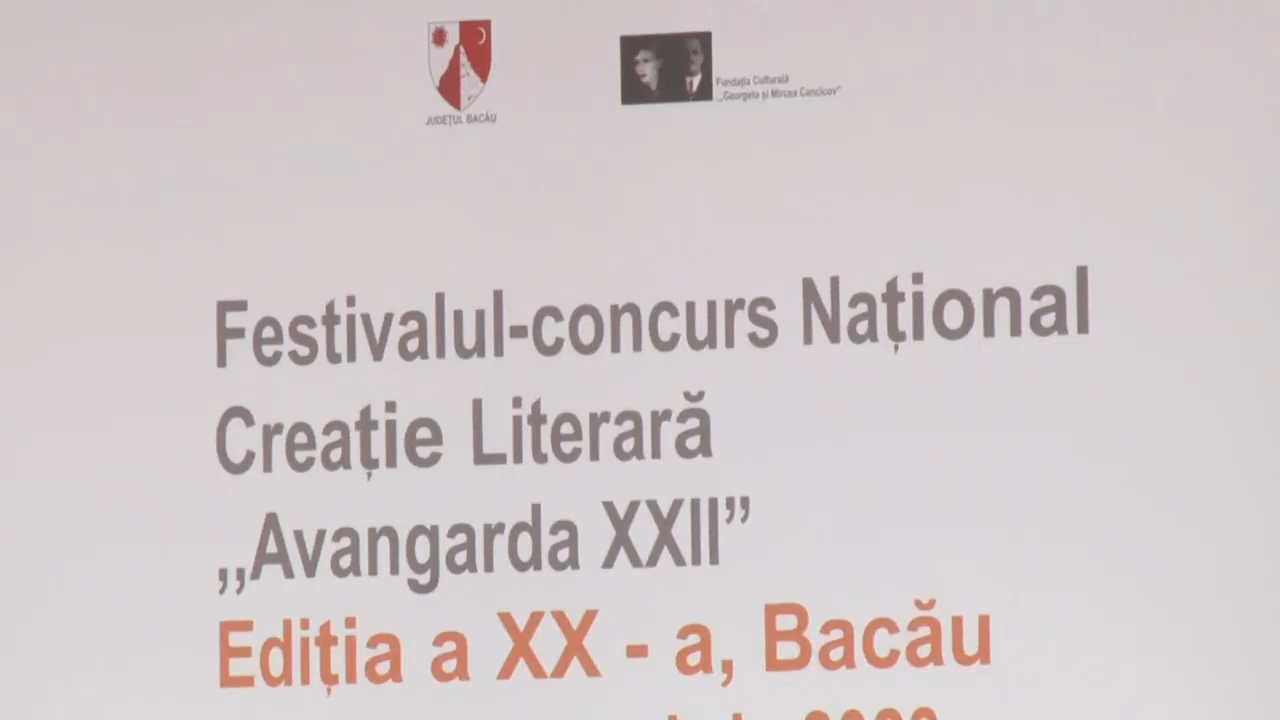 JUDEȚUL BACĂU
Fundația Culturală
,,Georgeta și Mircea Cancicov"
Festivalul-concurs Național
Creație Literară
,,Avangarda XXII”
Ediția a XX - a, Bacău